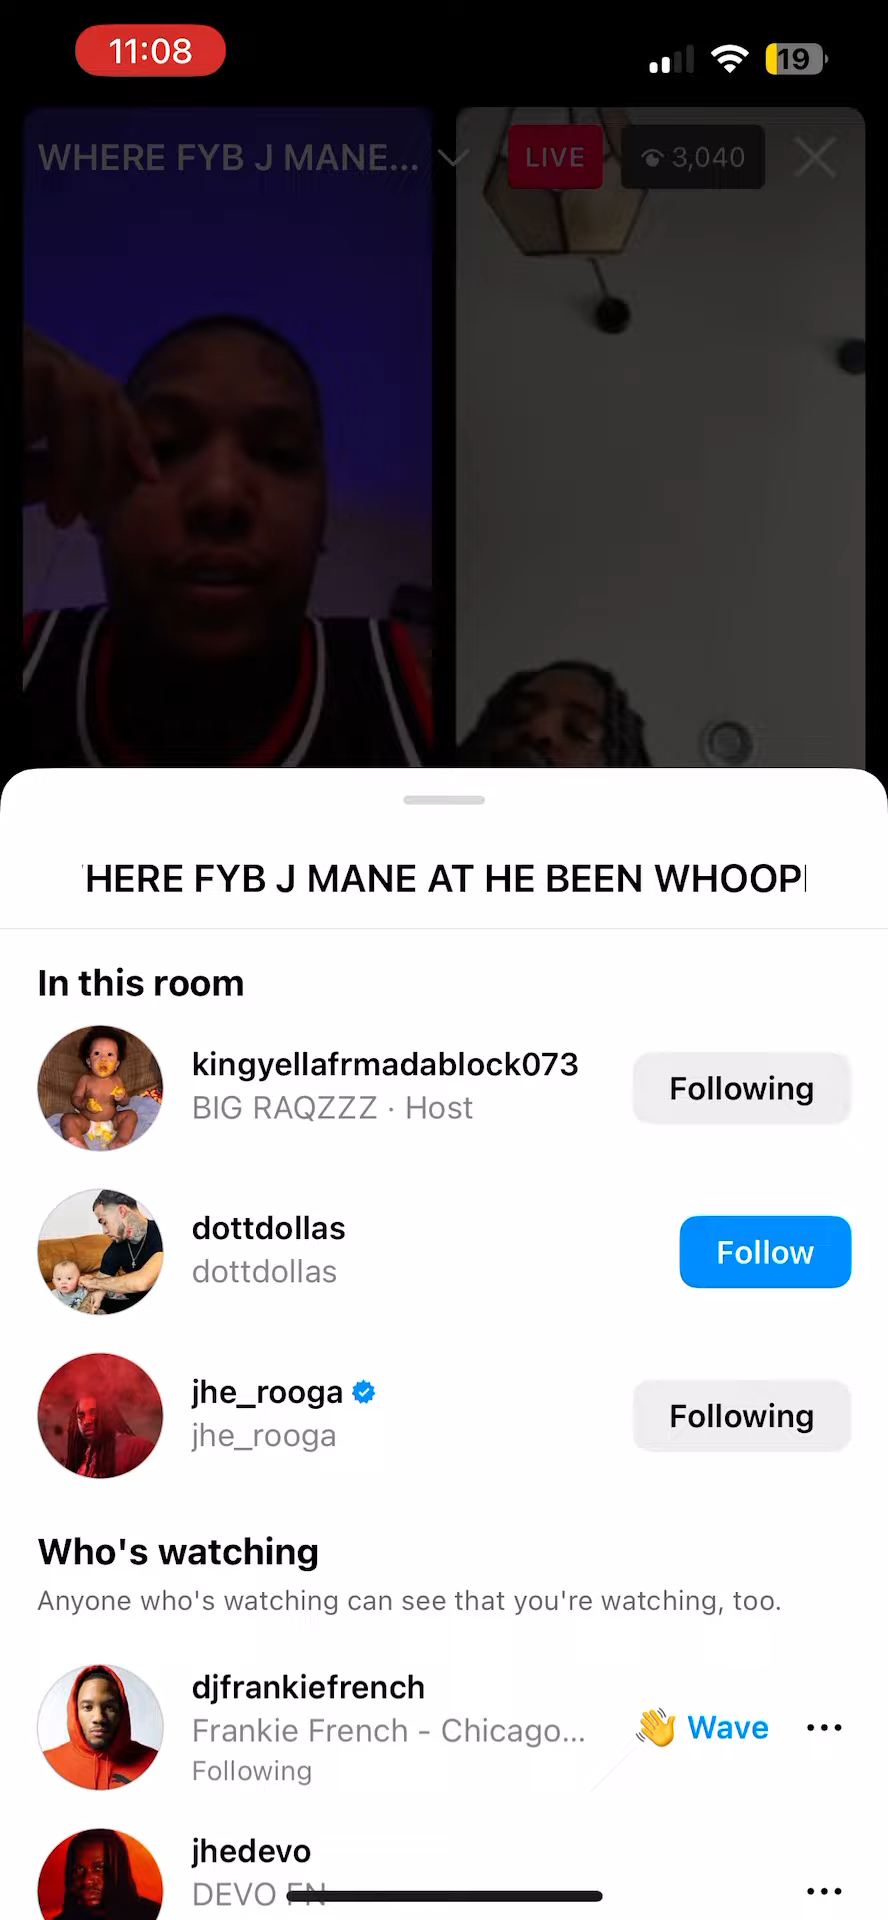 11:08
19
WHERE FYB J MANE...
LIVE
3,040
HERE FYB J MANE AT HE BEEN WHOOP
In this room
kingyellafrmadablock073
BIG RAQZZZ · Host
Following
dottdollas
dottdollas
Follow
jhe_rooga
jhe_rooga
Following
Who's watching
Anyone who's watching can see that you're watching, too.
djfrankiefrench
Frankie French - Chicago...
Following
👋 Wave
jhedevo
DEVO FN